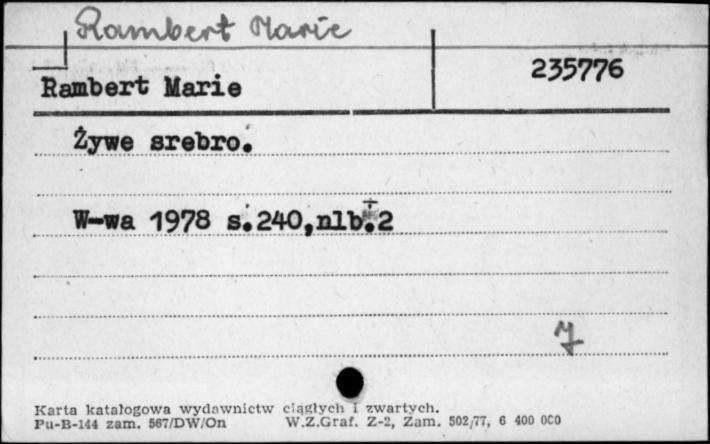 Rambert Marie
Rambert Marie 235776
Żywe srebro.
W-wa 1978 s.240,nlb.2
7
Karta katalogowa wydawnictw ciągłych i zwartych.
Pu-B-144 zam. 567/DW/On W.Z.Graf. Z-2, Zam. 502/77, 6 400 000